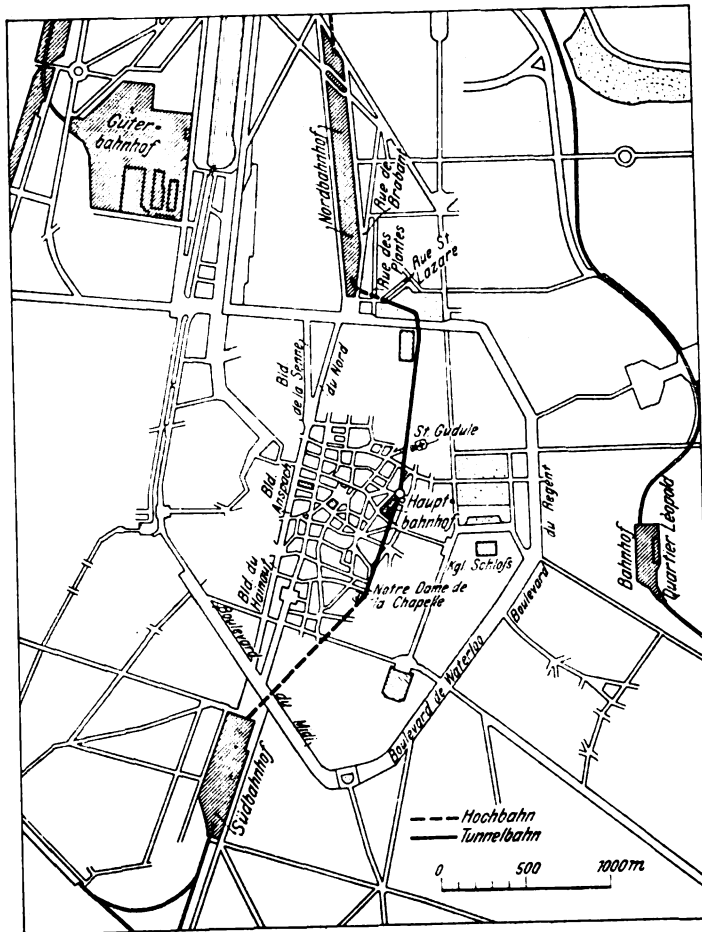 Güter-
bahnhof
Nordbahnhof
Rue de
Brabant
Rue des
Plantes
Rue St
Lazare
Bld
de la Senne
du Nord
St Gudule
Bld
Anspach
Haupt-
bahnhof
du Regent
Kgl. Schloſs
Bahnhof
Quartier Léopold
Bld du
Hainaut
Notre Dame de
la Chapelle
Boulevard
du Midi
Boulevard de Waterloo
Boulevard
Südbahnhof
Hochbahn
Tunnelbahn
0 500 1000 m